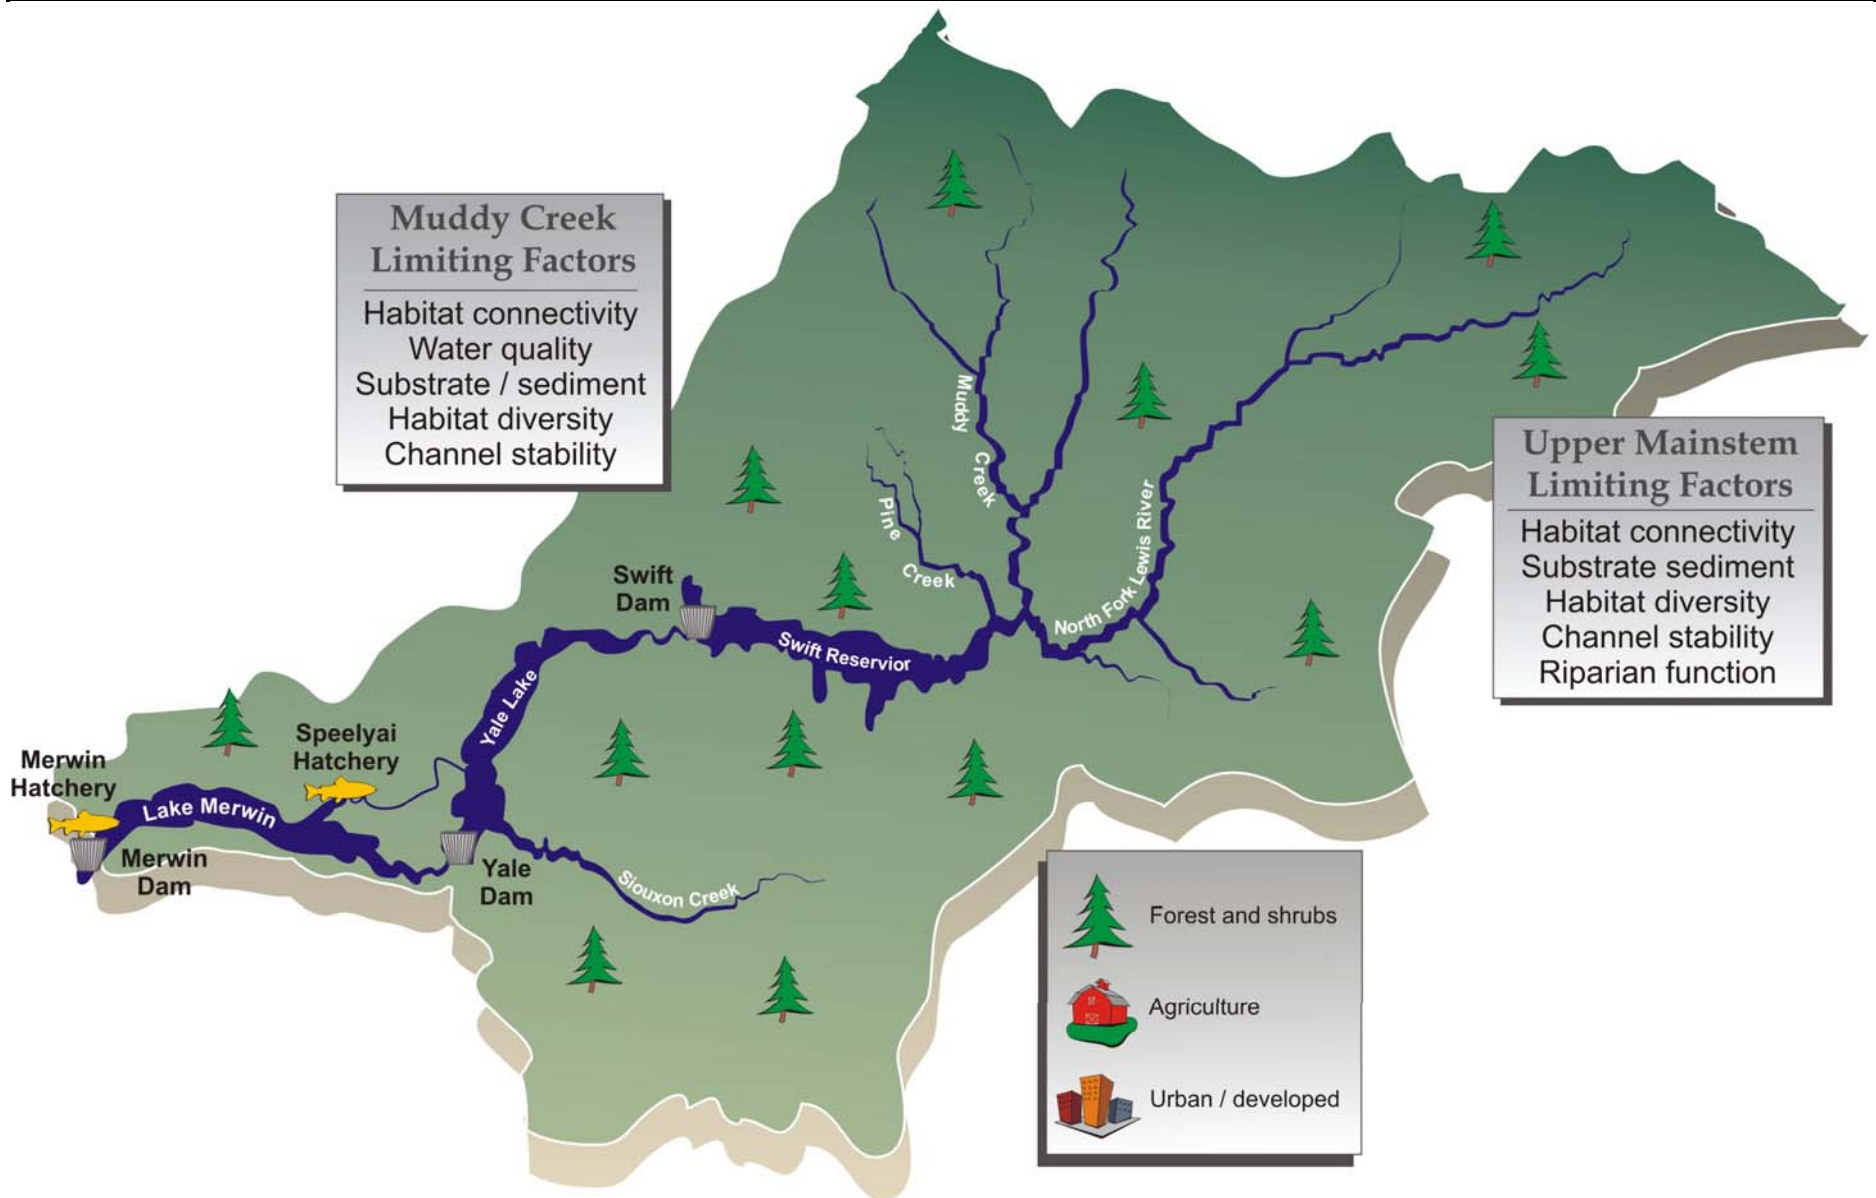 Muddy Creek
Limiting Factors
Habitat connectivity
Water quality
Substrate / sediment
Habitat diversity
Channel stability
Upper Mainstem
Limiting Factors
Habitat connectivity
Substrate sediment
Habitat diversity
Channel stability
Riparian function
Muddy
Creek
Pine
Creek
North Fork Lewis River
Swift
Dam
Swift Reservior
Yale Lake
Speelyai
Hatchery
Merwin
Hatchery
Lake Merwin
Merwin
Dam
Yale
Dam
Siouxon Creek
Forest and shrubs
Agriculture
Urban / developed